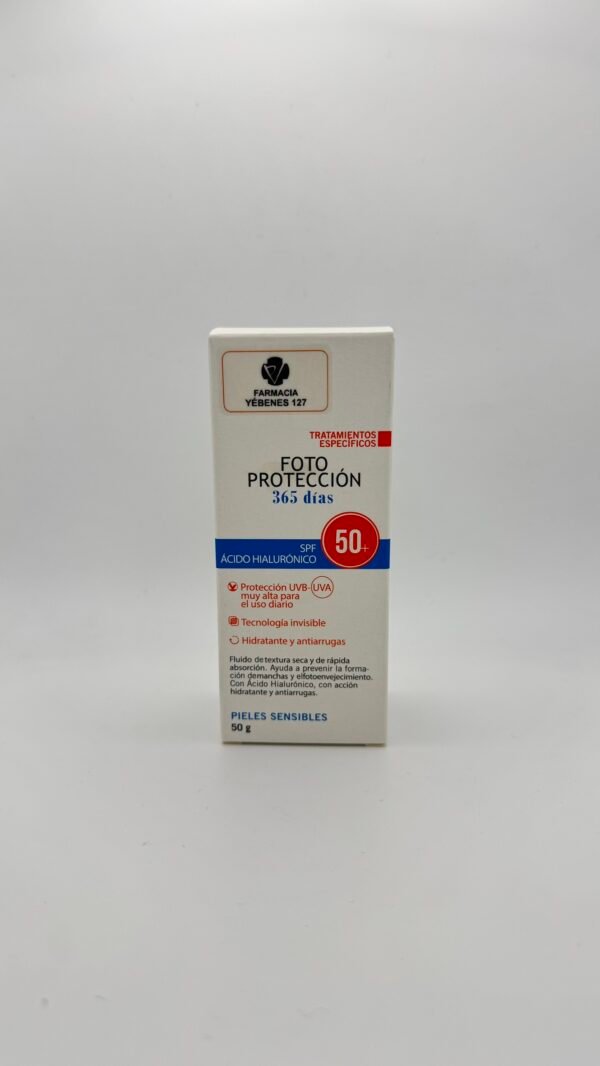 FARMACIA
YÉBENES 127
TRATAMIENTOS
ESPECÍFICOS
FOTO
PROTECCIÓN
365 días
SPF
ÁCIDO HIALURÓNICO
50+
Protección UVB-UVA
muy alta para
el uso diario
Tecnología invisible
Hidratante y antiarrugas
Fluido de textura seca y de rápida
absorción. Ayuda a prevenir la forma-
ción demanchas y elfotoenvejecimiento.
Con Ácido Hialurónico, con acción
hidratante y antiarrugas.
PIELES SENSIBLES
50 g